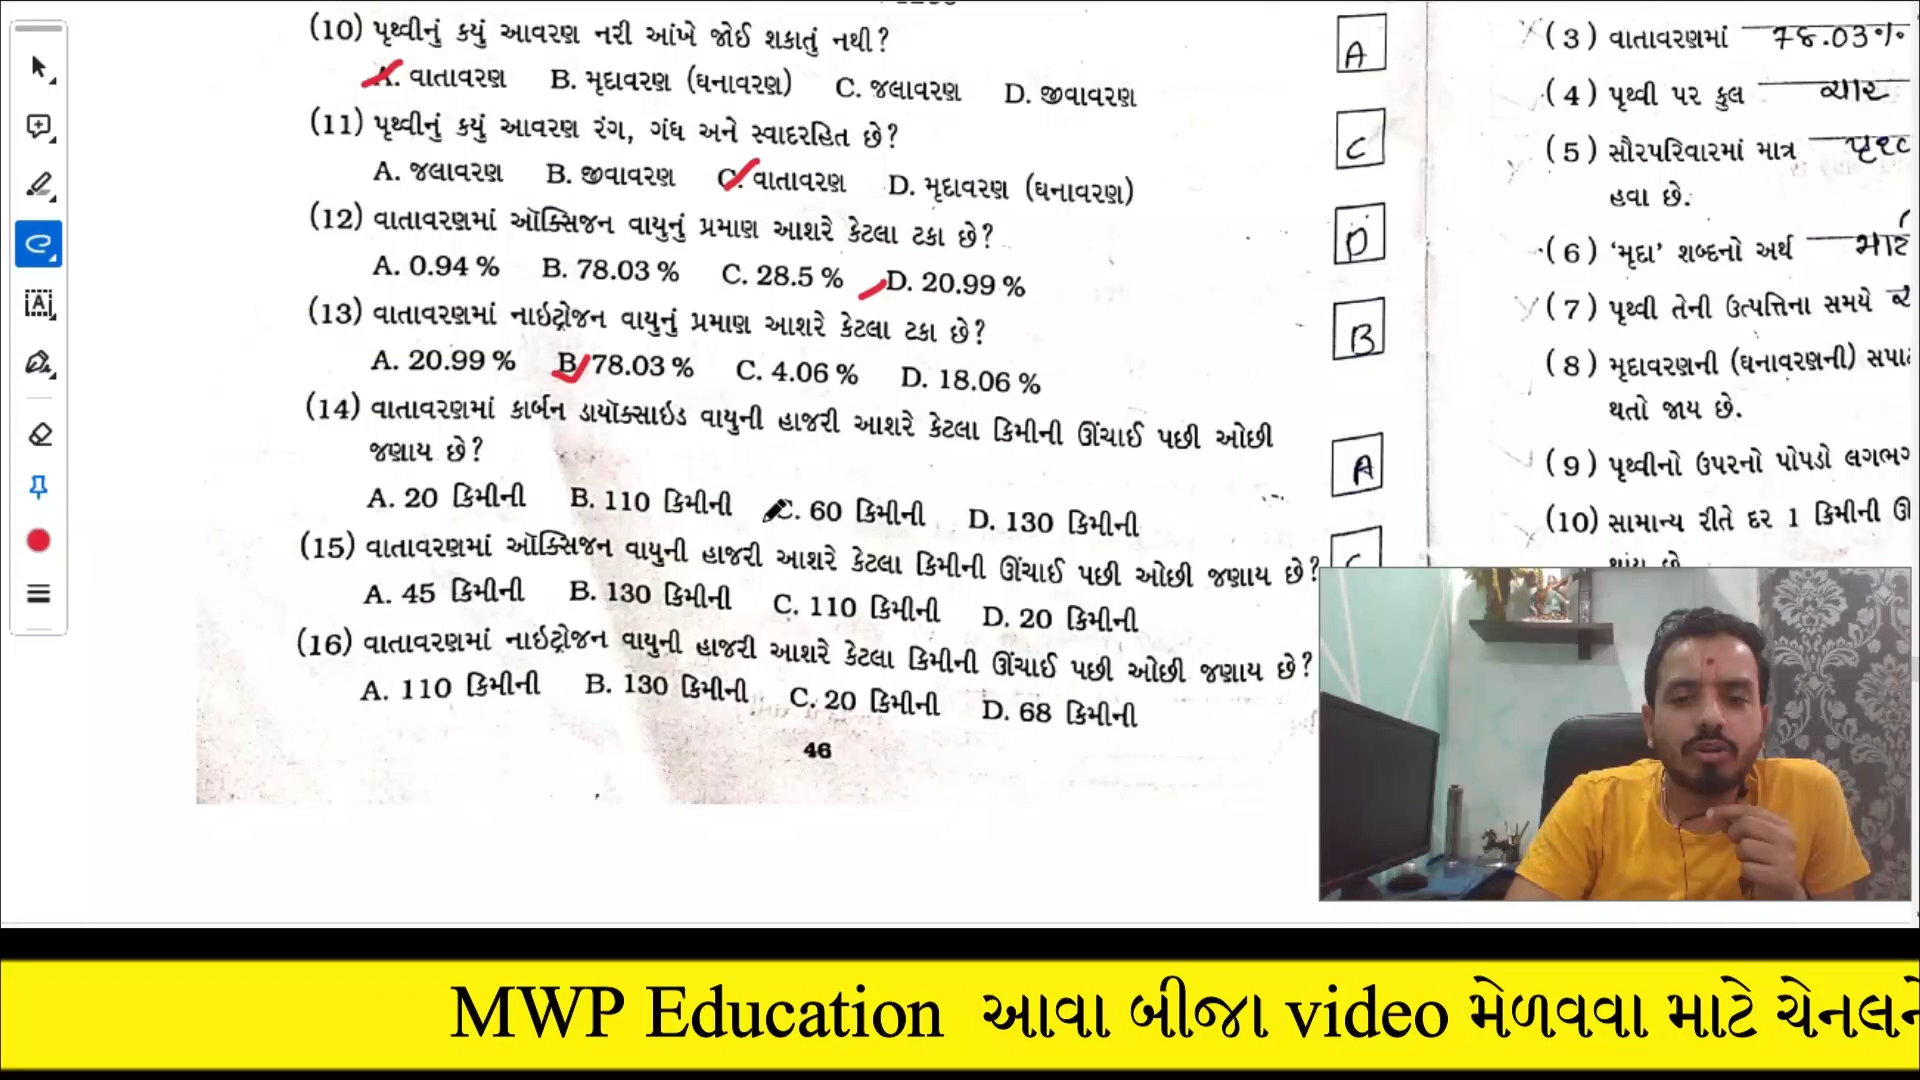 (10) પૃથ્વીનું કયું આવરણ નરી આંખે જોઈ શકાતું નથી?
A
A. વાતાવરણ B. મૃદાવરણ (ઘનાવરણ) C. જલાવરણ D. જીવાવરણ
(11) પૃથ્વીનું કયું આવરણ રંગ, ગંધ અને સ્વાદરહિત છે?
C
A. જલાવરણ B. જીવાવરણ C. વાતાવરણ D. મૃદાવરણ (ઘનાવરણ)
(12) વાતાવરણમાં ઑક્સિજન વાયુનું પ્રમાણ આશરે કેટલા ટકા છે?
D
A. 0.94 % B. 78.03 % C. 28.5 % D. 20.99 %
(13) વાતાવરણમાં નાઇટ્રોજન વાયુનું પ્રમાણ આશરે કેટલા ટકા છે?
B
A. 20.99 % B. 78.03 % C. 4.06 % D. 18.06 %
(14) વાતાવરણમાં કાર્બન ડાયૉક્સાઇડ વાયુની હાજરી આશરે કેટલા કિમીની ઊંચાઈ પછી ઓછી
જણાય છે?
A
A. 20 કિમીની B. 110 કિમીની C. 60 કિમીની D. 130 કિમીની
(15) વાતાવરણમાં ઑક્સિજન વાયુની હાજરી આશરે કેટલા કિમીની ઊંચાઈ પછી ઓછી જણાય છે?
A. 45 કિમીની B. 130 કિમીની C. 110 કિમીની D. 20 કિમીની
(16) વાતાવરણમાં નાઇટ્રોજન વાયુની હાજરી આશરે કેટલા કિમીની ઊંચાઈ પછી ઓછી જણાય છે?
A. 110 કિમીની B. 130 કિમીની C. 20 કિમીની D. 68 કિમીની
46
(3) વાતાવરણમાં 78.03%
(4) પૃથ્વી પર કુલ ચાર
(5) સૌરપરિવારમાં માત્ર
હવા છે.
(6) ‘મૃદા’ શબ્દનો અર્થ
(7) પૃથ્વી તેની ઉત્પત્તિના સમયે
(8) મૃદાવરણની (ઘનાવરણની)
થતો જાય છે.
(9) પૃથ્વીનો ઉપરનો પોપડો
(10) સામાન્ય રીતે દર 1 કિમીની
MWP Education આવા બીજા video મેળવવા માટે